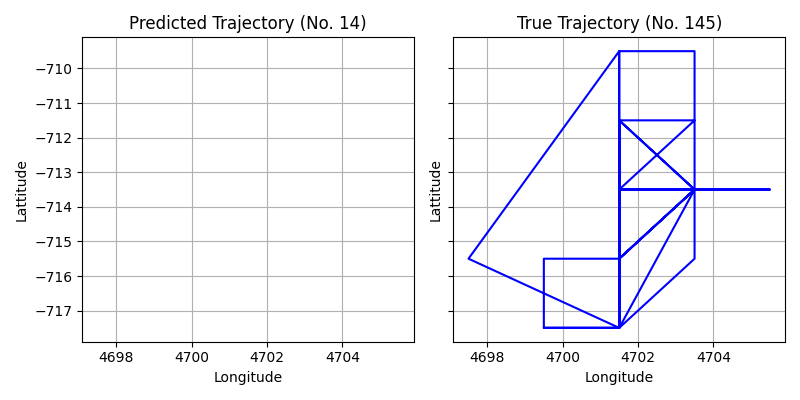 Predicted Trajectory (No. 14)
True Trajectory (No. 145)
−710
−711
−712
−713
−714
−715
−716
−717
Lattitude
Lattitude
4698 4700 4702 4704
4698 4700 4702 4704
Longitude
Longitude